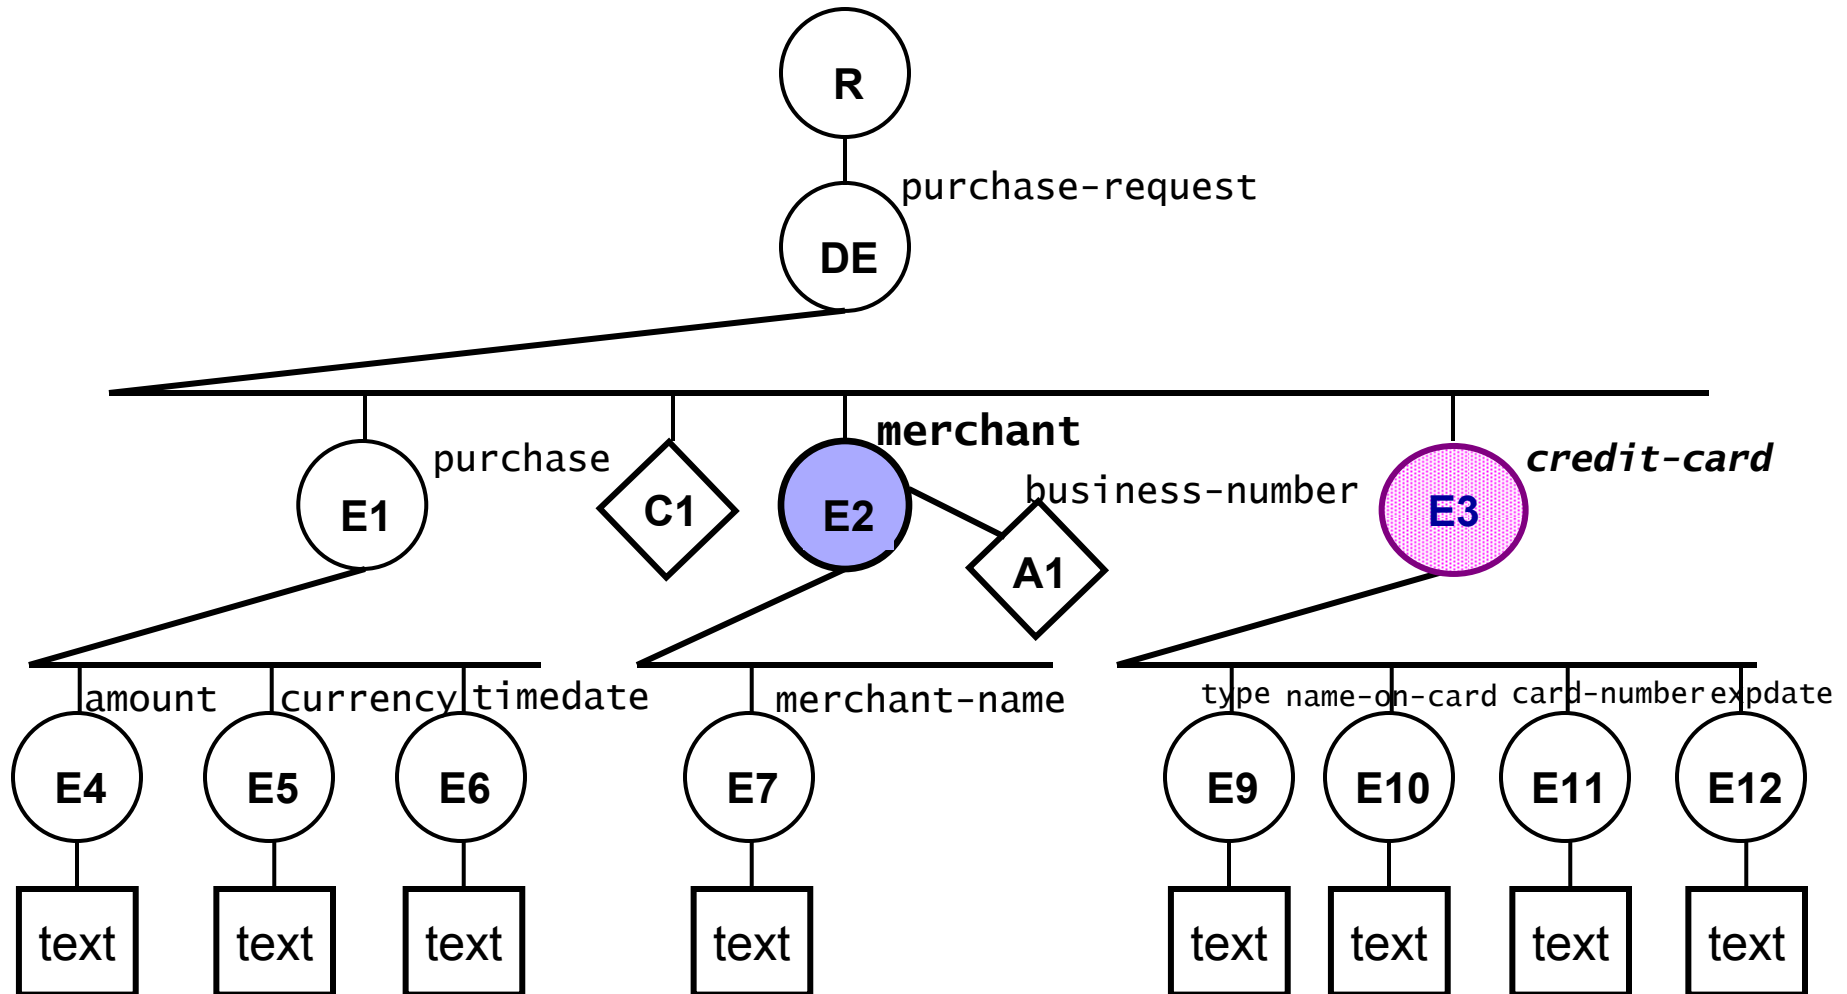 R
purchase-request
DE
merchant
purchase
credit-card
business-number
E1
C1
E2
E3
A1
amount
currency
timedate
merchant-name
type
name-on-card
card-number
expdate
E4
E5
E6
E7
E9
E10
E11
E12
text
text
text
text
text
text
text
text